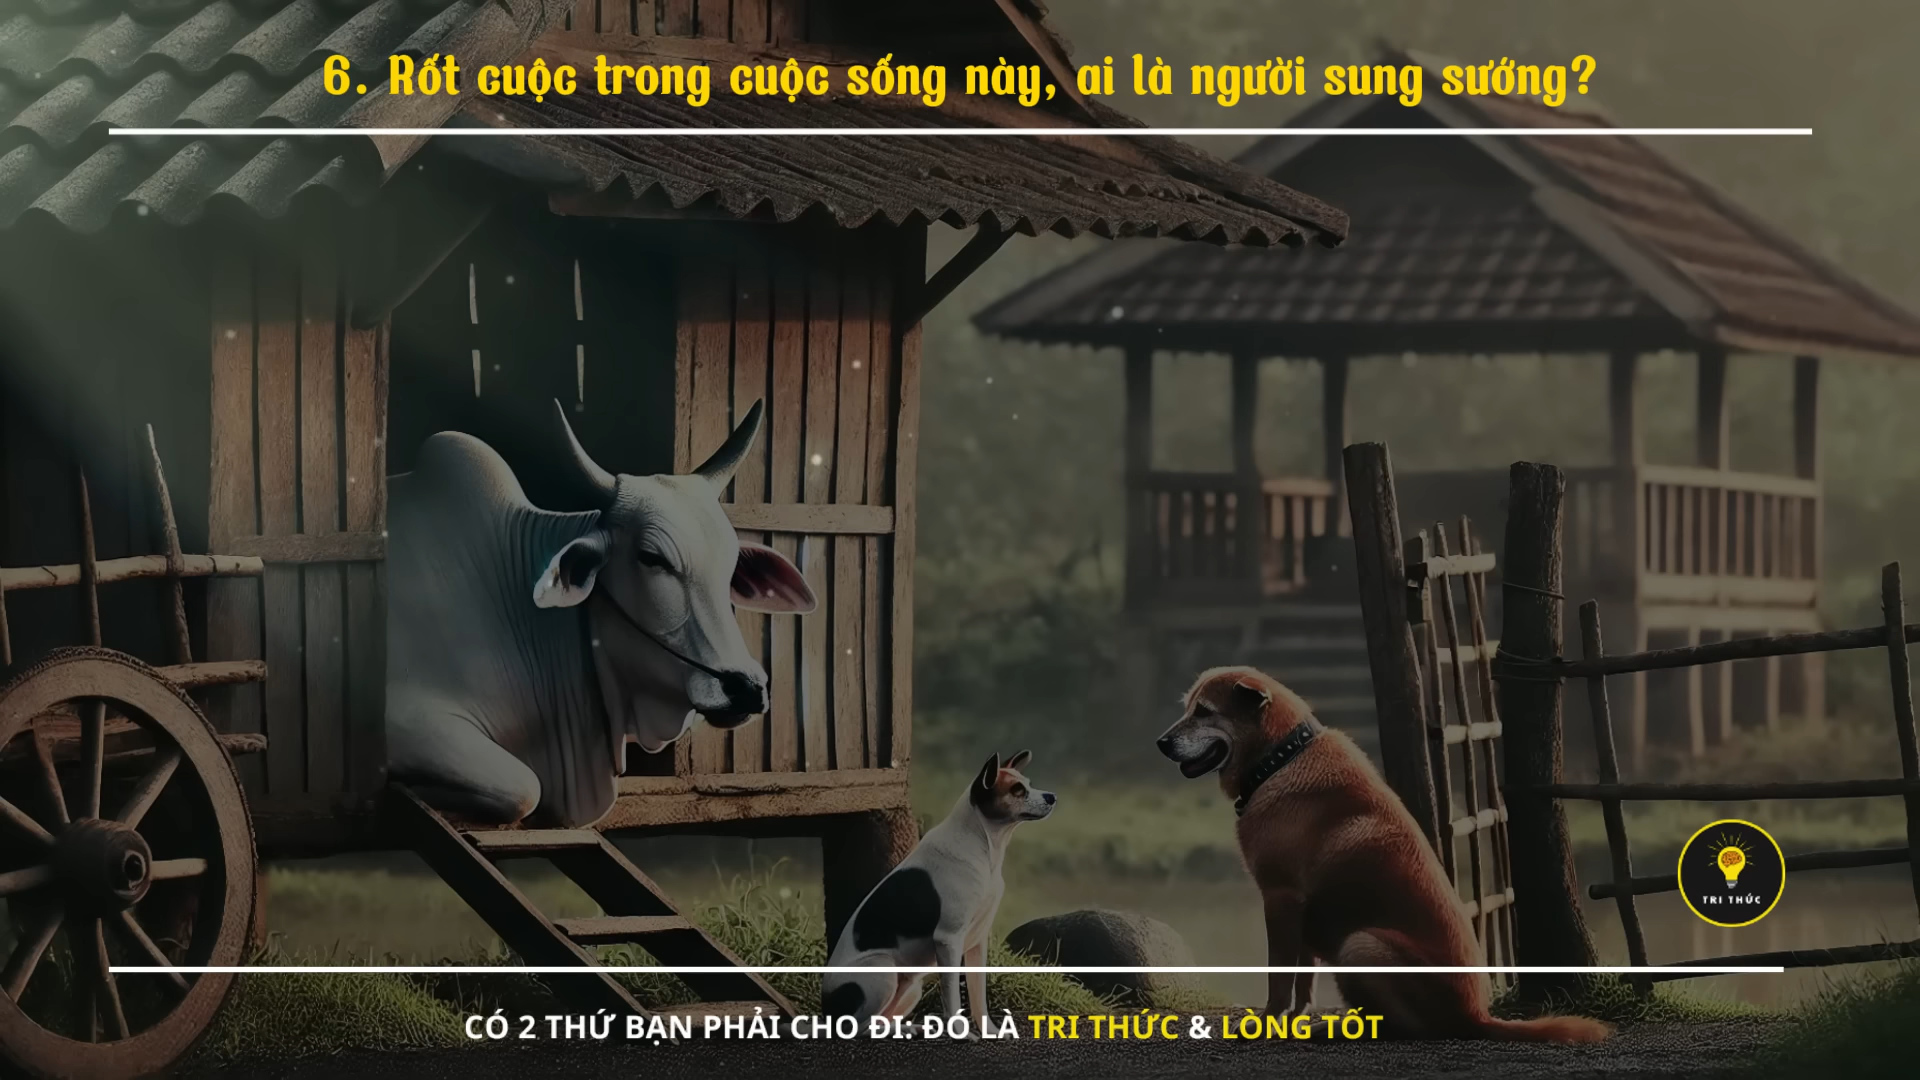 6. Rốt cuộc trong cuộc sống này, ai là người sung sướng?
TRI THỨC
CÓ 2 THỨ BẠN PHẢI CHO ĐI: ĐÓ LÀ TRI THỨC & LÒNG TỐT